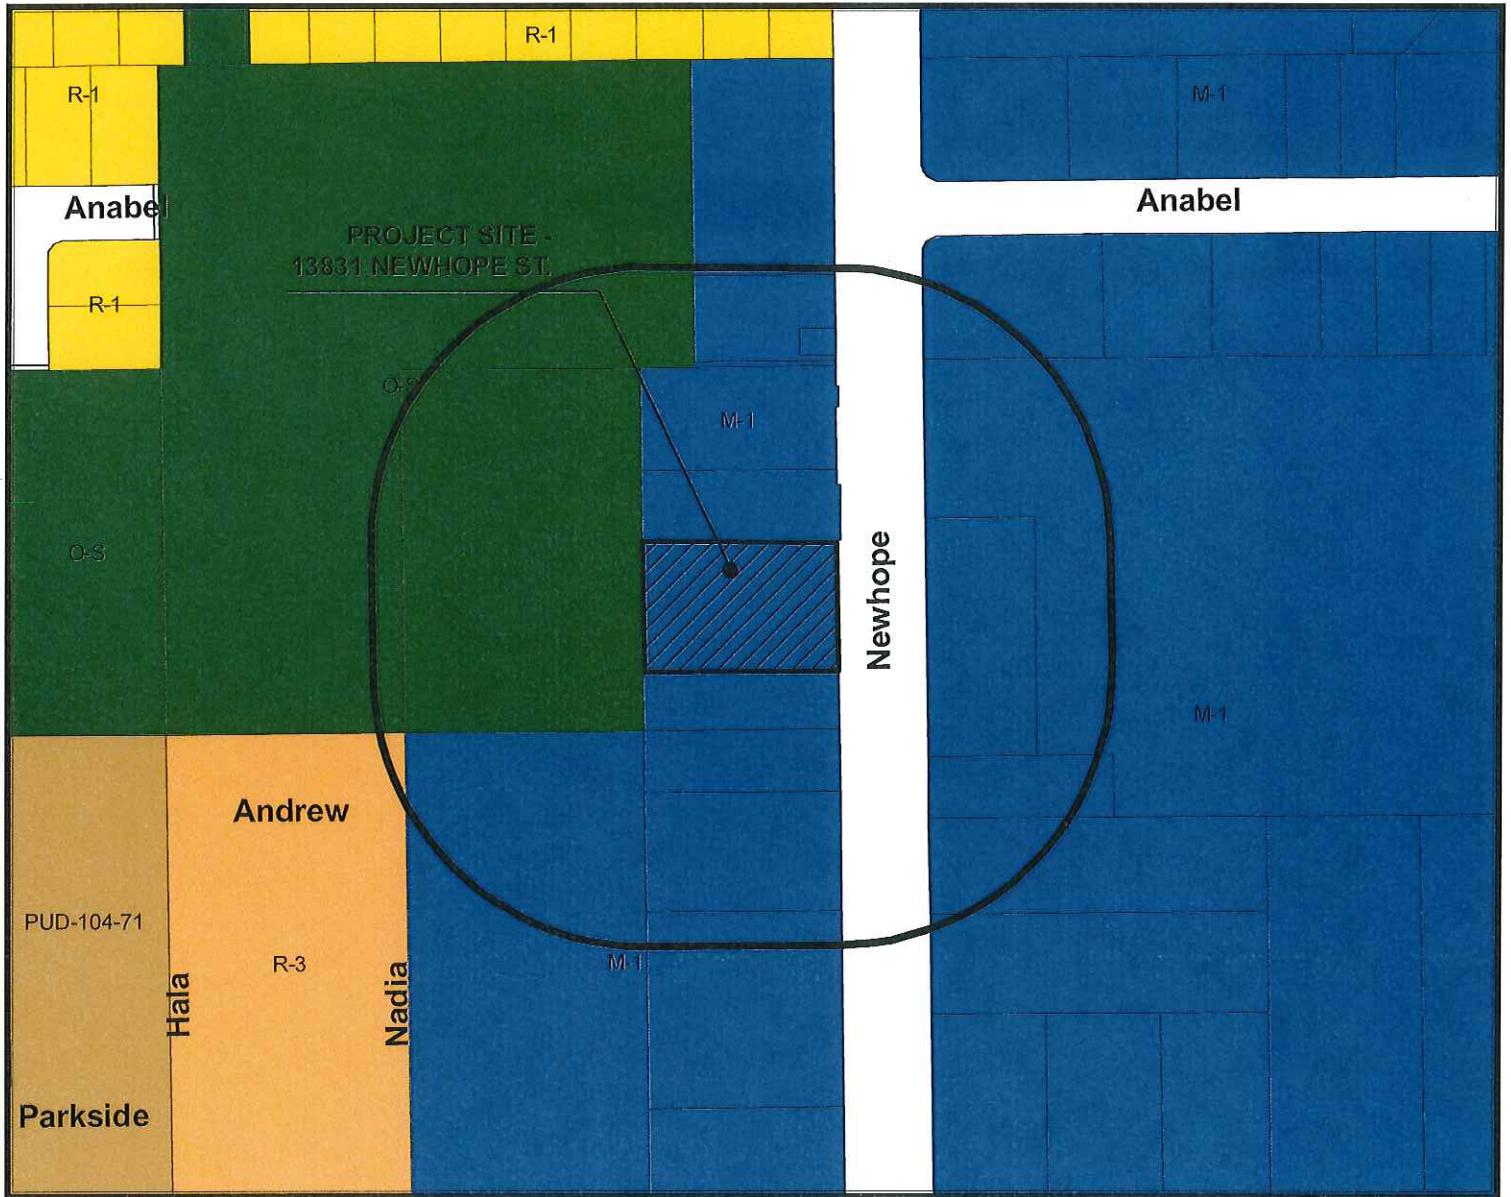 R-1
R-1
M-1
Anabel
Anabel
PROJECT SITE -
13831 NEWHOPE ST.
R-1
O-S
M-1
O-S
Newhope
M-1
Andrew
PUD-104-71
R-3
M-1
Hala
Nadia
Parkside